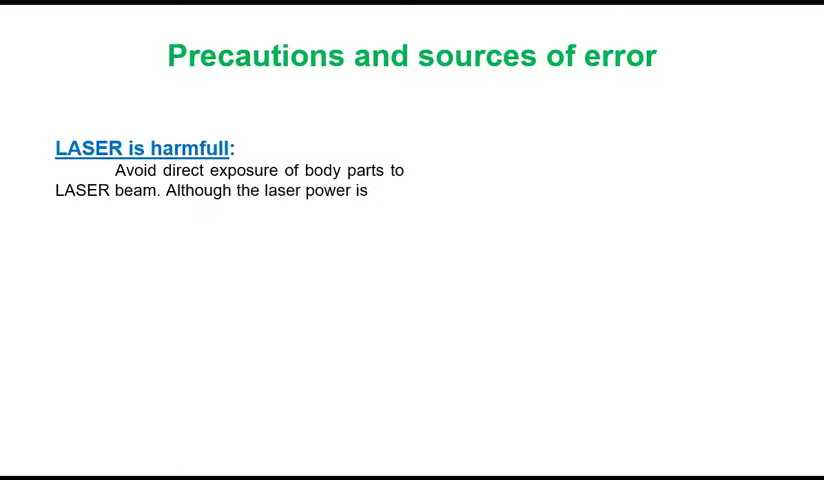 Precautions and sources of error
LASER is harmfull:
Avoid direct exposure of body parts to
LASER beam. Although the laser power is